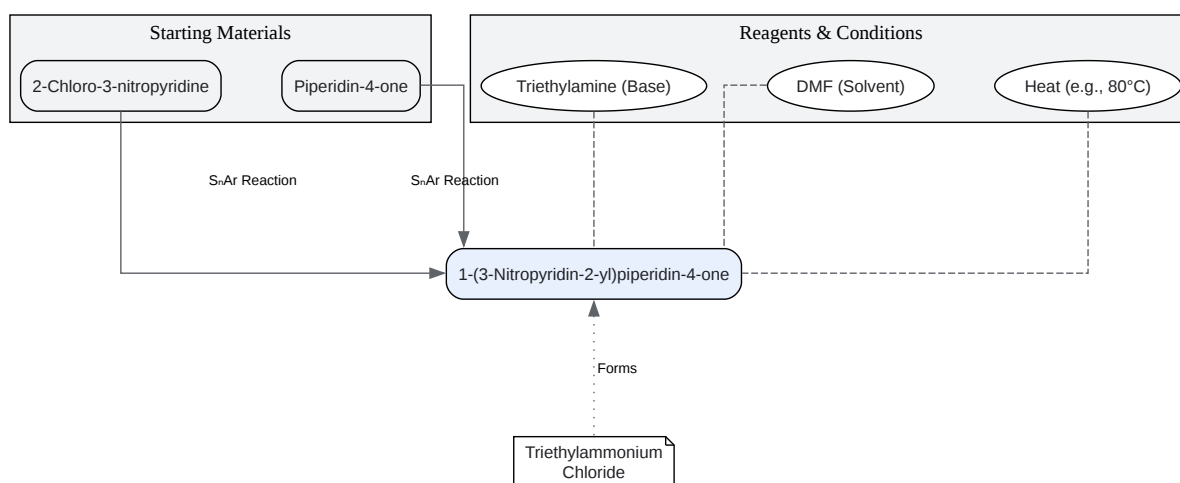 Starting Materials
Reagents & Conditions
2-Chloro-3-nitropyridine
Piperidin-4-one
Triethylamine (Base)
DMF (Solvent)
Heat (e.g., 80°C)
SₙAr Reaction
SₙAr Reaction
1-(3-Nitropyridin-2-yl)piperidin-4-one
Forms
Triethylammonium
Chloride